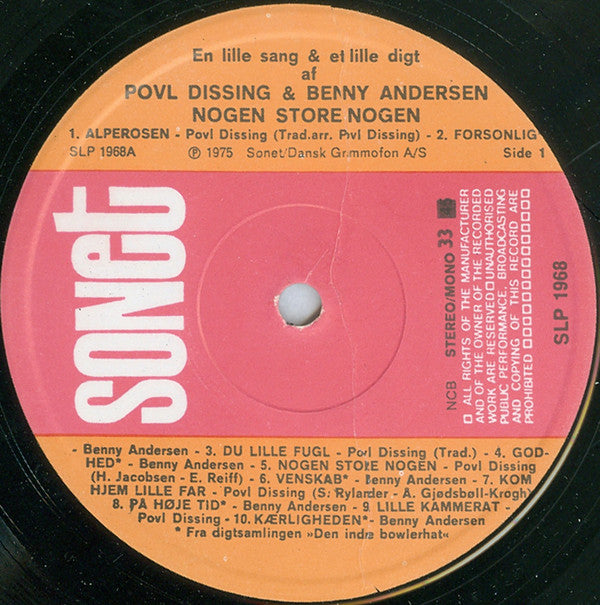 En lille sang & et lille digt
af
POVL DISSING & BENNY ANDERSEN
NOGEN STORE NOGEN
1. ALPEROSEN - Povl Dissing (Trad.arr. Povl Dissing) - 2. FORSONLIG
SLP 1968A ℗ 1975 Sonet/Dansk Grammofon A/S Side 1
sonet
NCB STEREO/MONO 33 45
□ ALL RIGHTS OF THE MANUFACTURER
AND OF THE OWNER OF THE RECORDED
WORK ARE RESERVED □ UNAUTHORISED
PUBLIC PERFORMANCE, BROADCASTING
AND COPYING OF THIS RECORD ARE
PROHIBITED □□□□□□□□□□□□□
SLP 1968
- Benny Andersen - 3. DU LILLE FUGL - Povl Dissing (Trad.) - 4. GOD-
HED* - Benny Andersen - 5. NOGEN STORE NOGEN - Povl Dissing
(H. Jacobsen - E. Reiff) - 6. VENSKAB* - Benny Andersen - 7. KOM
HJEM LILLE FAR - Povl Dissing (S. Rylander - A. Gjødsbøll-Krogh)
8. PÅ HØJE TID* - Benny Andersen - 9. LILLE KAMMERAT -
Povl Dissing - 10. KÆRLIGHEDEN* - Benny Andersen
* Fra digtsamlingen »Den indre bowlerhat«